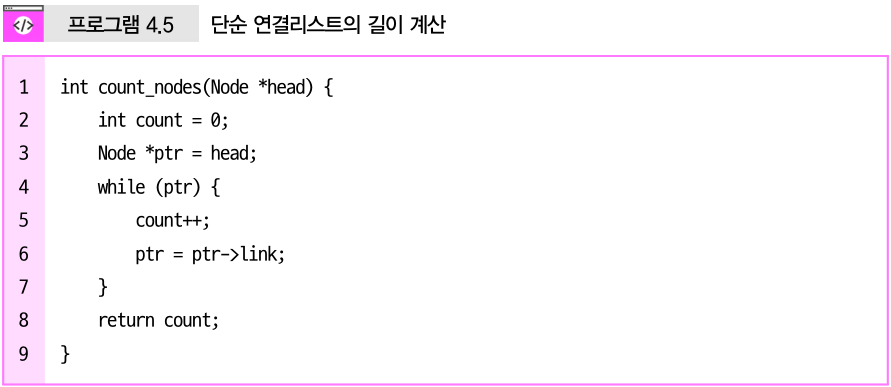 </> 프로그램 4.5 단순 연결리스트의 길이 계산
1 int count_nodes(Node *head) {
2 int count = 0;
3 Node *ptr = head;
4 while (ptr) {
5 count++;
6 ptr = ptr->link;
7 }
8 return count;
9 }